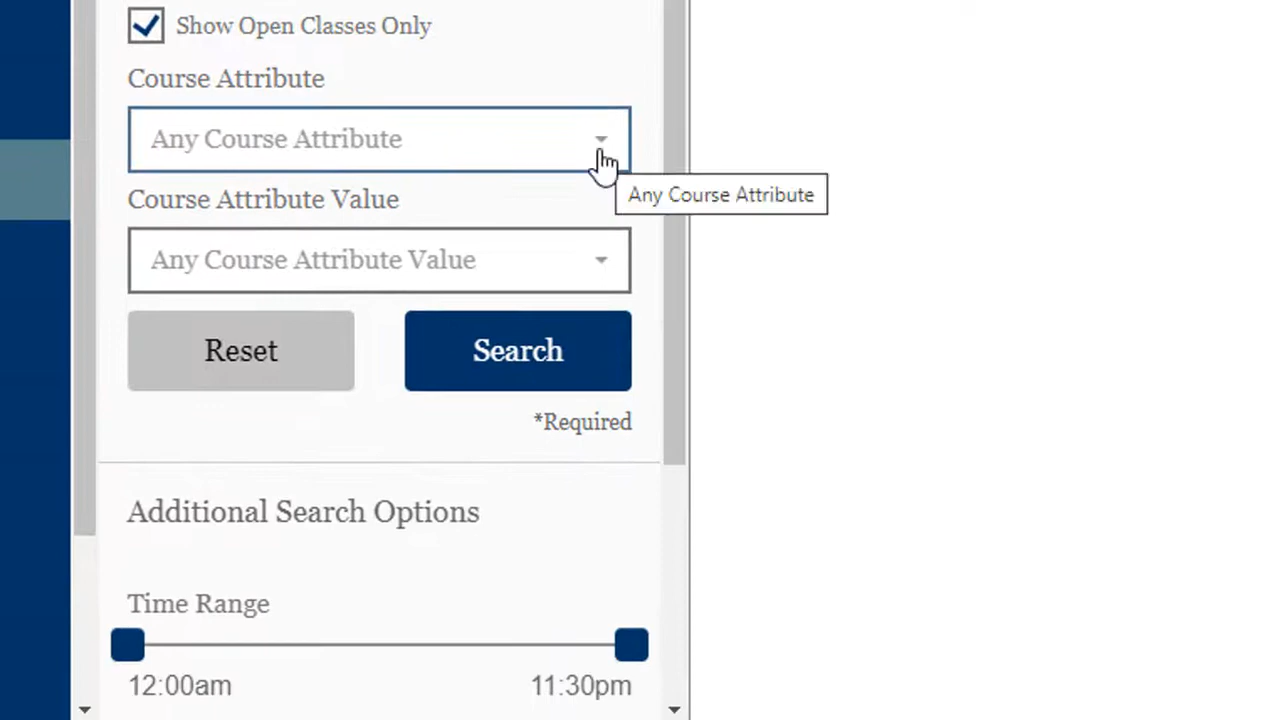 Show Open Classes Only
Course Attribute
Any Course Attribute
Any Course Attribute
Course Attribute Value
Any Course Attribute Value
Reset Search
*Required
Additional Search Options
Time Range
12:00am 11:30pm